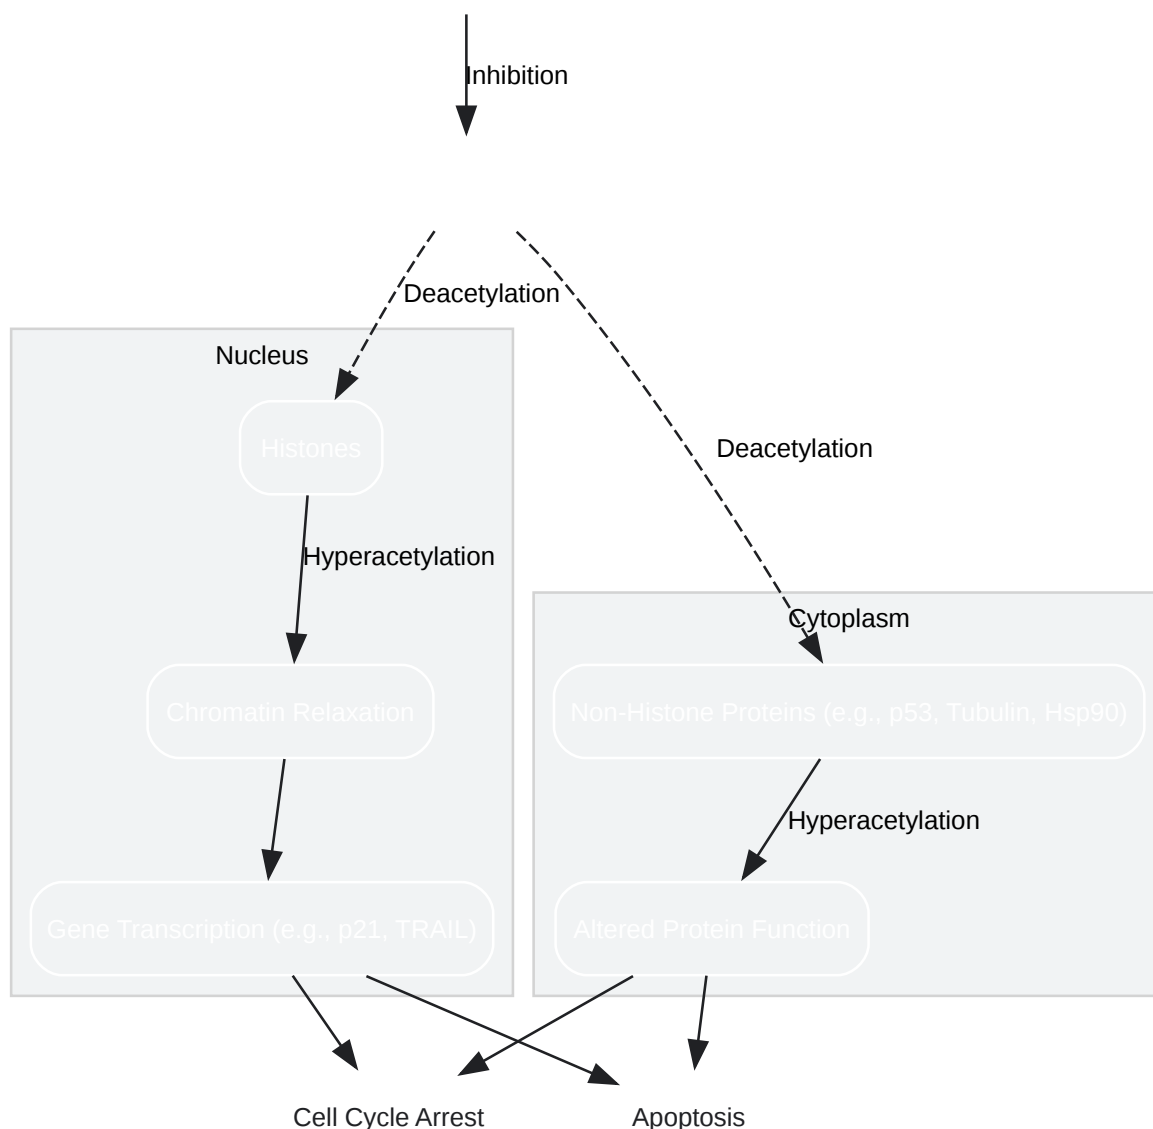 Inhibition
Deacetylation
Nucleus
Histones
Deacetylation
Hyperacetylation
Cytoplasm
Chromatin Relaxation
Non-Histone Proteins (e.g., p53, Tubulin, Hsp90)
Hyperacetylation
Gene Transcription (e.g., p21, TRAIL)
Altered Protein Function
Cell Cycle Arrest
Apoptosis